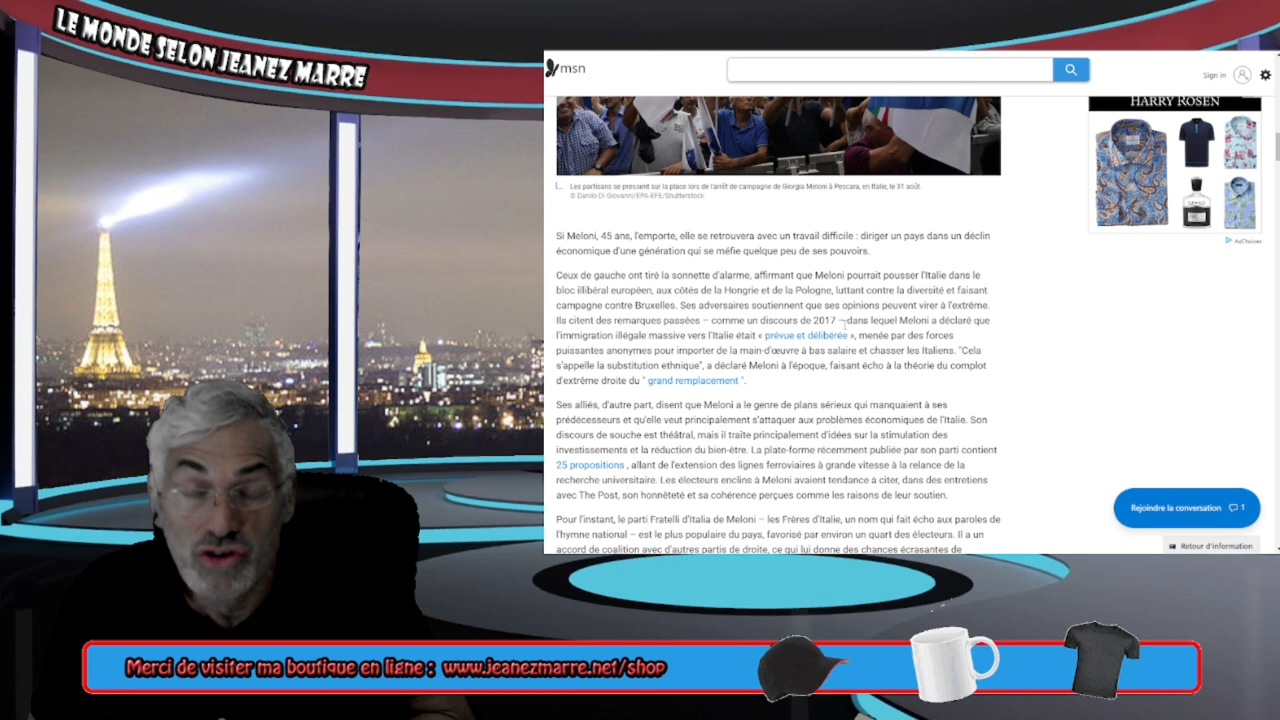 LE MONDE SELON JEANEZ MARRE
msn
Sign in
HARRY ROSEN
AdChoices
Les partisans se pressent sur la place lors de l'arrêt de campagne de Giorgia Meloni à Pescara, en Italie, le 31 août.
© Danilo Di Giovanni/EPA-EFE/Shutterstock
Si Meloni, 45 ans, l'emporte, elle se retrouvera avec un travail difficile : diriger un pays dans un déclin
économique d'une génération qui se méfie quelque peu de ses pouvoirs.
Ceux de gauche ont tiré la sonnette d'alarme, affirmant que Meloni pourrait pousser l'Italie dans le
bloc illibéral européen, aux côtés de la Hongrie et de la Pologne, luttant contre la diversité et faisant
campagne contre Bruxelles. Ses adversaires soutiennent que ses opinions peuvent virer à l'extrême.
Ils citent des remarques passées – comme un discours de 2017 – dans lequel Meloni a déclaré que
l'immigration illégale massive vers l'Italie était « prévue et délibérée », menée par des forces
puissantes anonymes pour importer de la main-d'œuvre à bas salaire et chasser les Italiens. "Cela
s'appelle la substitution ethnique", a déclaré Meloni à l'époque, faisant écho à la théorie du complot
d'extrême droite du " grand remplacement ".
Ses alliés, d'autre part, disent que Meloni a le genre de plans sérieux qui manquaient à ses
prédécesseurs et qu'elle veut principalement s'attaquer aux problèmes économiques de l'Italie. Son
discours de souche est théâtral, mais il traite principalement d'idées sur la stimulation des
investissements et la réduction du bien-être. La plate-forme récemment publiée par son parti contient
25 propositions , allant de l'extension des lignes ferroviaires à grande vitesse à la relance de la
recherche universitaire. Les électeurs enclins à Meloni avaient tendance à citer, dans des entretiens
avec The Post, son honnêteté et sa cohérence perçues comme les raisons de leur soutien.
Pour l'instant, le parti Fratelli d'Italia de Meloni – les Frères d'Italie, un nom qui fait écho aux paroles de
l'hymne national – est le plus populaire du pays, favorisé par environ un quart des électeurs. Il a un
accord de coalition avec d'autres partis de droite, ce qui lui donne des chances écrasantes de
Rejoindre la conversation 1
Retour d'information
Merci de visiter ma boutique en ligne : www.jeanezmarre.net/shop